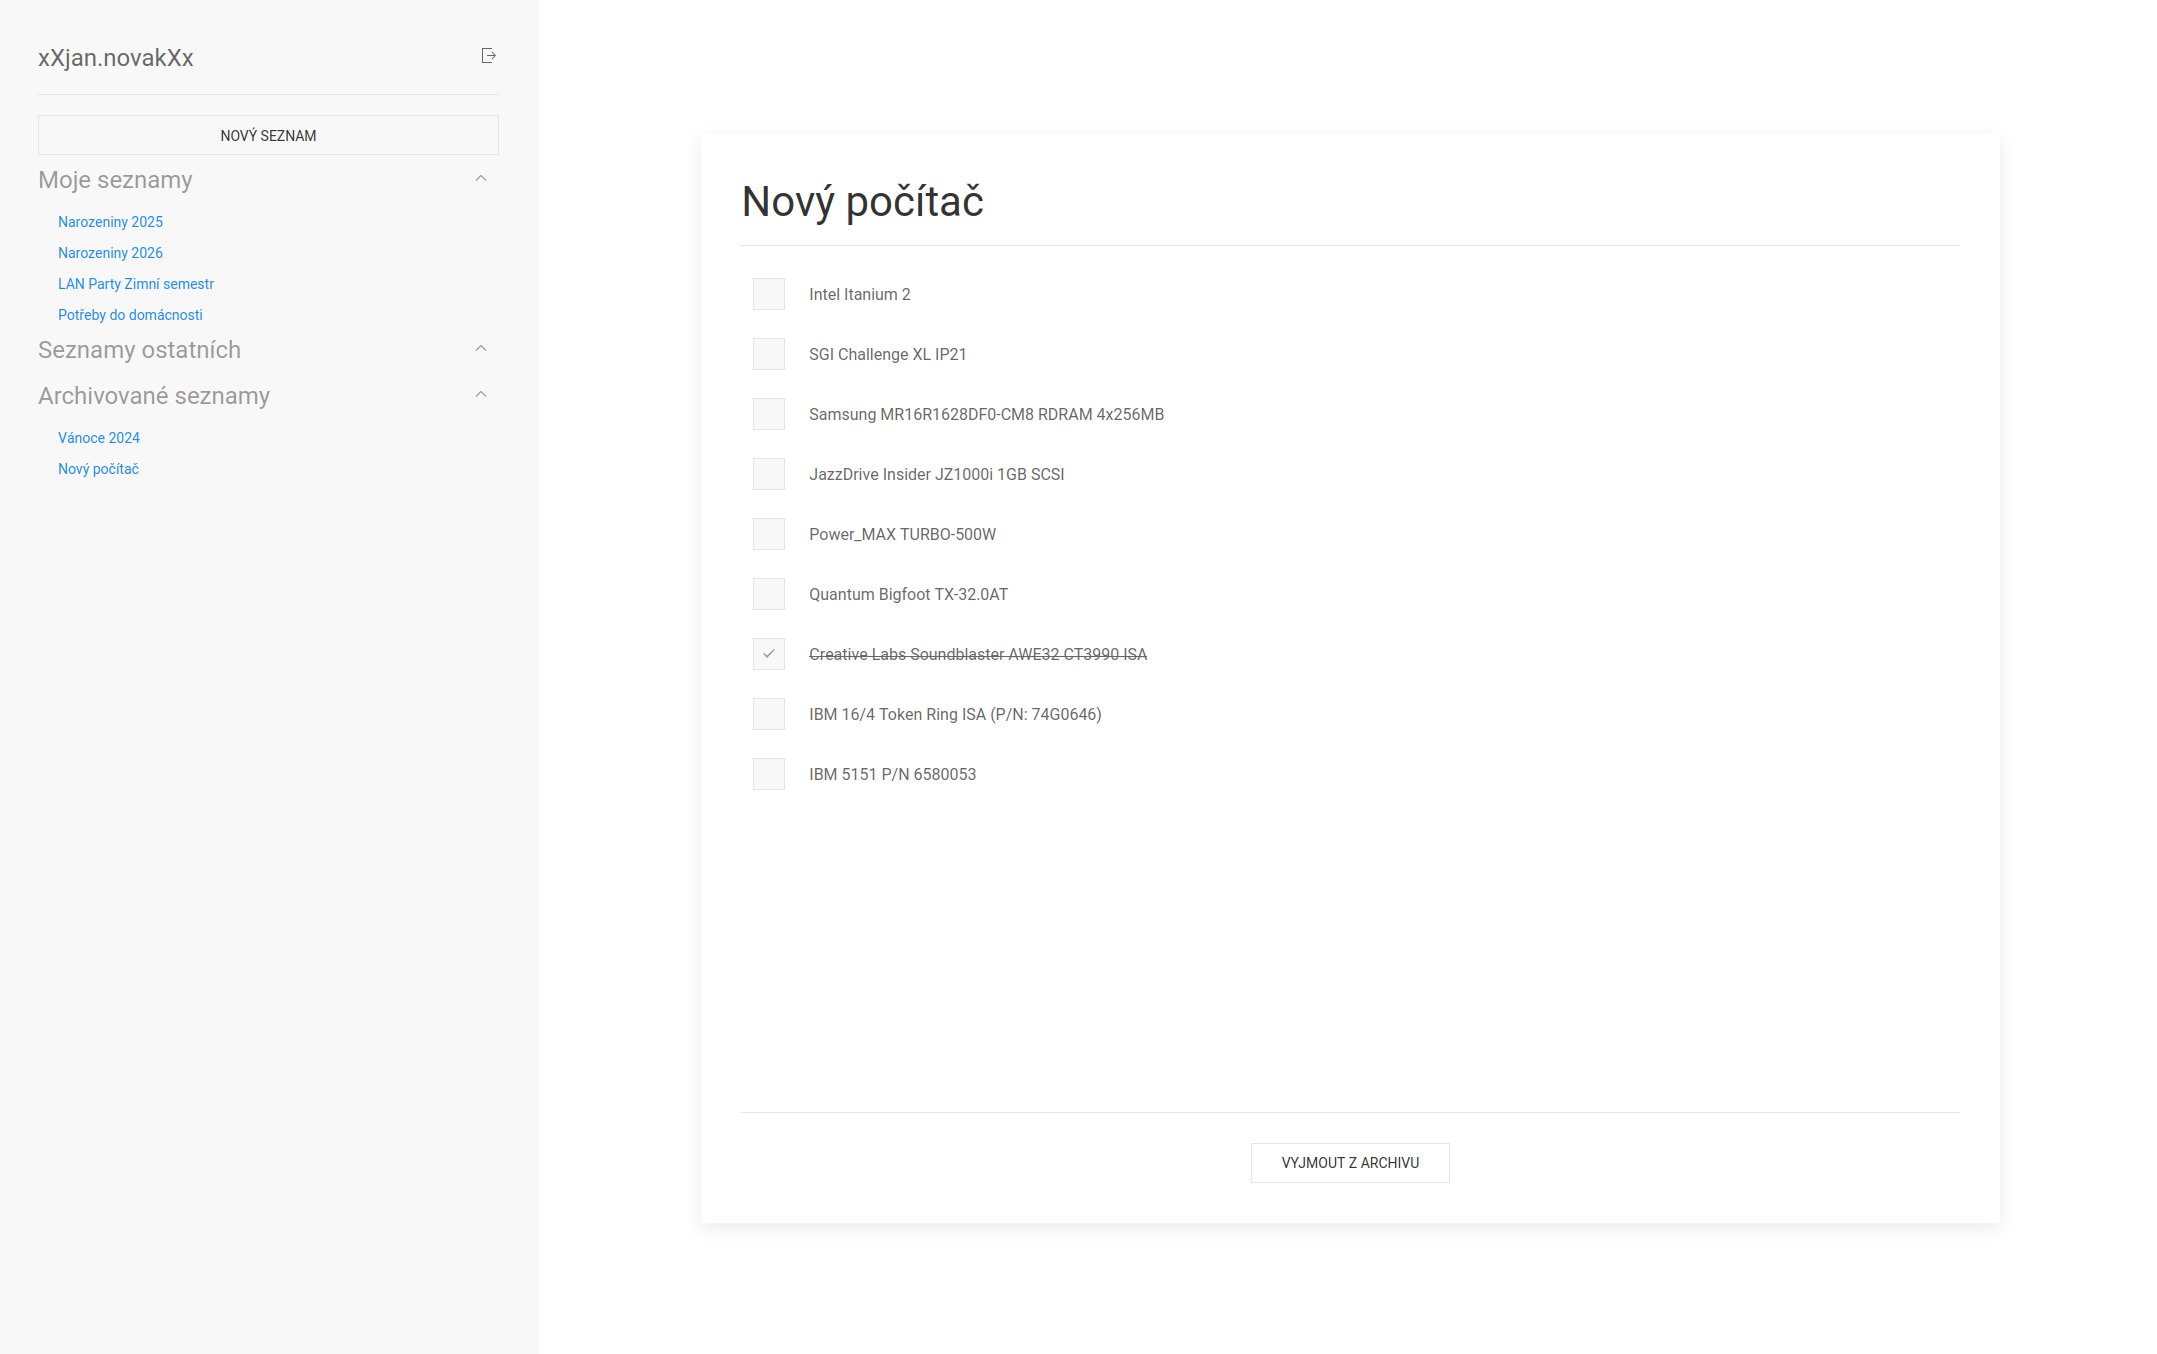 xXjan.novakXx
NOVÝ SEZNAM
Moje seznamy
Narozeniny 2025
Narozeniny 2026
LAN Party Zimní semestr
Potřeby do domácnosti
Seznamy ostatních
Archivované seznamy
Vánoce 2024
Nový počítač
Nový počítač
Intel Itanium 2
SGI Challenge XL IP21
Samsung MR16R1628DF0-CM8 RDRAM 4x256MB
JazzDrive Insider JZ1000i 1GB SCSI
Power_MAX TURBO-500W
Quantum Bigfoot TX-32.0AT
Creative Labs Soundblaster AWE32 CT3990 ISA
IBM 16/4 Token Ring ISA (P/N: 74G0646)
IBM 5151 P/N 6580053
VYJMOUT Z ARCHIVU